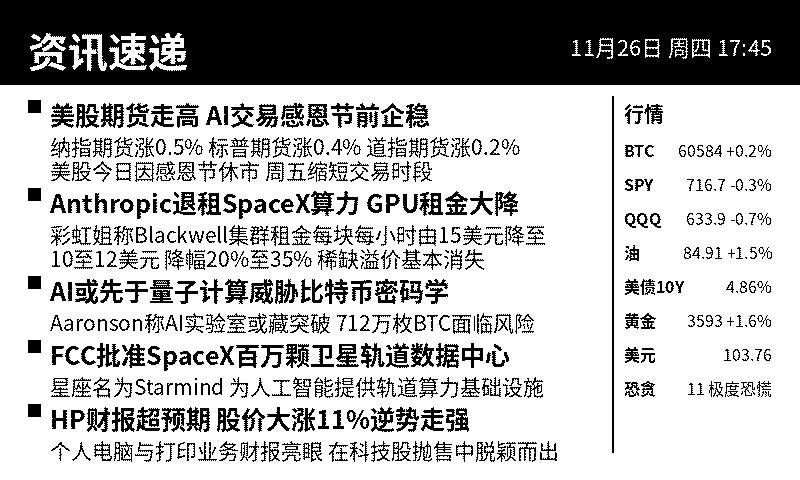 资讯速递
11月26日 周四 17:45
美股期货走高 AI交易感恩节前企稳
纳指期货涨0.5% 标普期货涨0.4% 道指期货涨0.2%
美股今日因感恩节休市 周五缩短交易时段
Anthropic退租SpaceX算力 GPU租金大降
彩虹姐称Blackwell集群租金每块每小时由15美元降至
10至12美元 降幅20%至35% 稀缺溢价基本消失
AI或先于量子计算威胁比特币密码学
Aaronson称AI实验室或藏突破 712万枚BTC面临风险
FCC批准SpaceX百万颗卫星轨道数据中心
星座名为Starmind 为人工智能提供轨道算力基础设施
HP财报超预期 股价大涨11%逆势走强
个人电脑与打印业务财报亮眼 在科技股抛售中脱颖而出
行情
BTC 60584 +0.2%
SPY 716.7 -0.3%
QQQ 633.9 -0.7%
油 84.91 +1.5%
美债10Y 4.86%
黄金 3593 +1.6%
美元 103.76
恐贪 11 极度恐慌